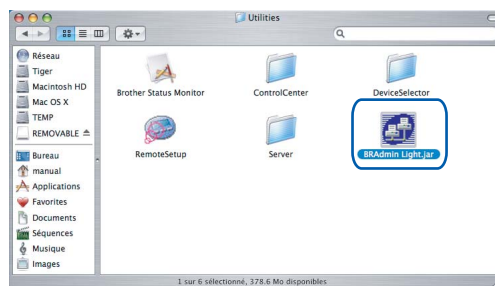 Utilities
Réseau
Tiger
Macintosh HD
Mac OS X
TEMP
REMOVABLE
Bureau
manual
Applications
Favorites
Documents
Séquences
Musique
Images
Brother Status Monitor
ControlCenter
DeviceSelector
RemoteSetup
Server
BRAdmin Light.jar
1 sur 6 sélectionné, 378.6 Mo disponibles